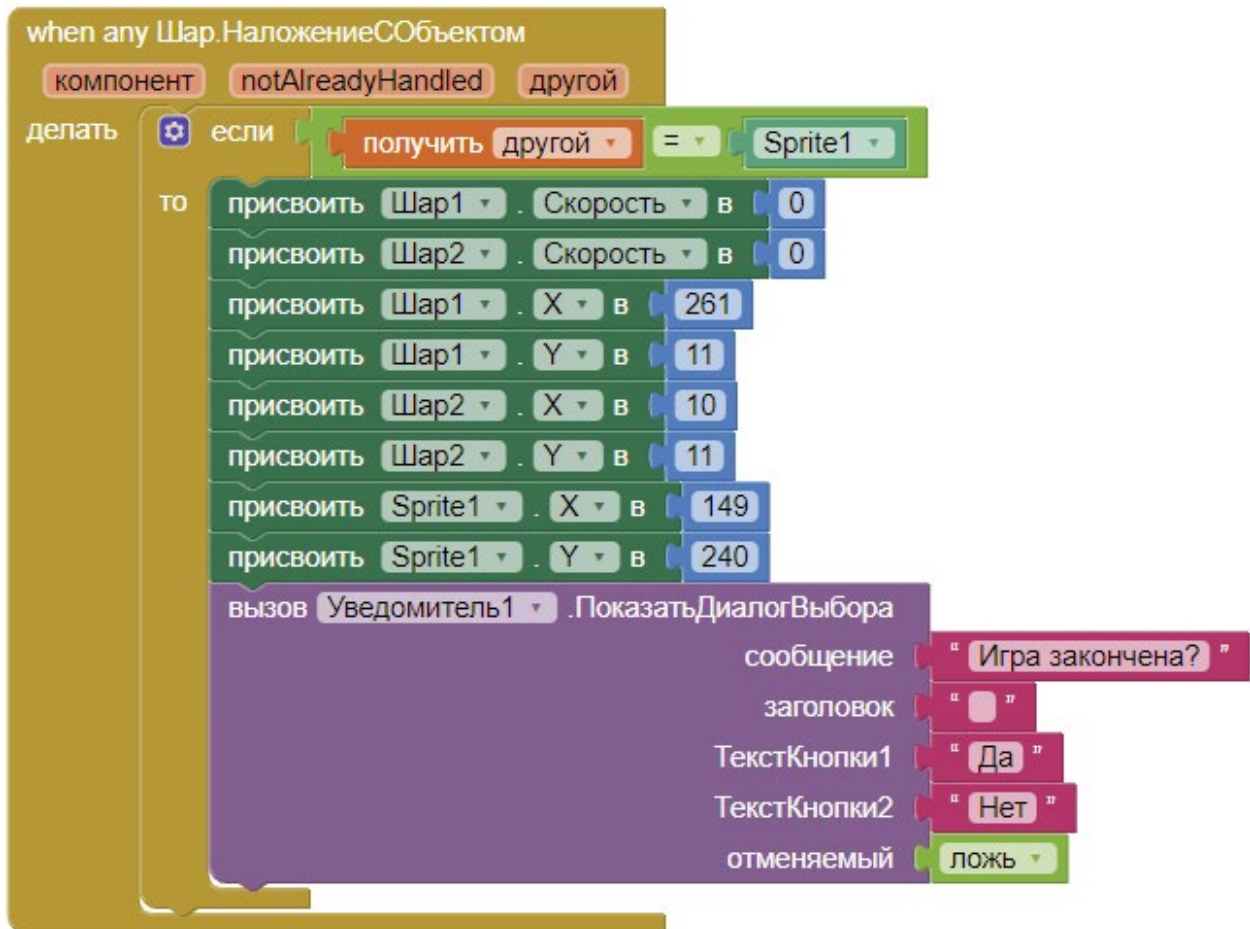 when any Шар.НаложениеСОбъектом
компонент notAlreadyHandled другой
делать если получить другой = Sprite1
то присвоить Шар1 . Скорость в 0
присвоить Шар2 . Скорость в 0
присвоить Шар1 . X в 261
присвоить Шар1 . Y в 11
присвоить Шар2 . X в 10
присвоить Шар2 . Y в 11
присвоить Sprite1 . X в 149
присвоить Sprite1 . Y в 240
вызов Уведомитель1 .ПоказатьДиалогВыбора
сообщение “ Игра закончена? ”
заголовок “ ”
ТекстКнопки1 “ Да ”
ТекстКнопки2 “ Нет ”
отменяемый ложь